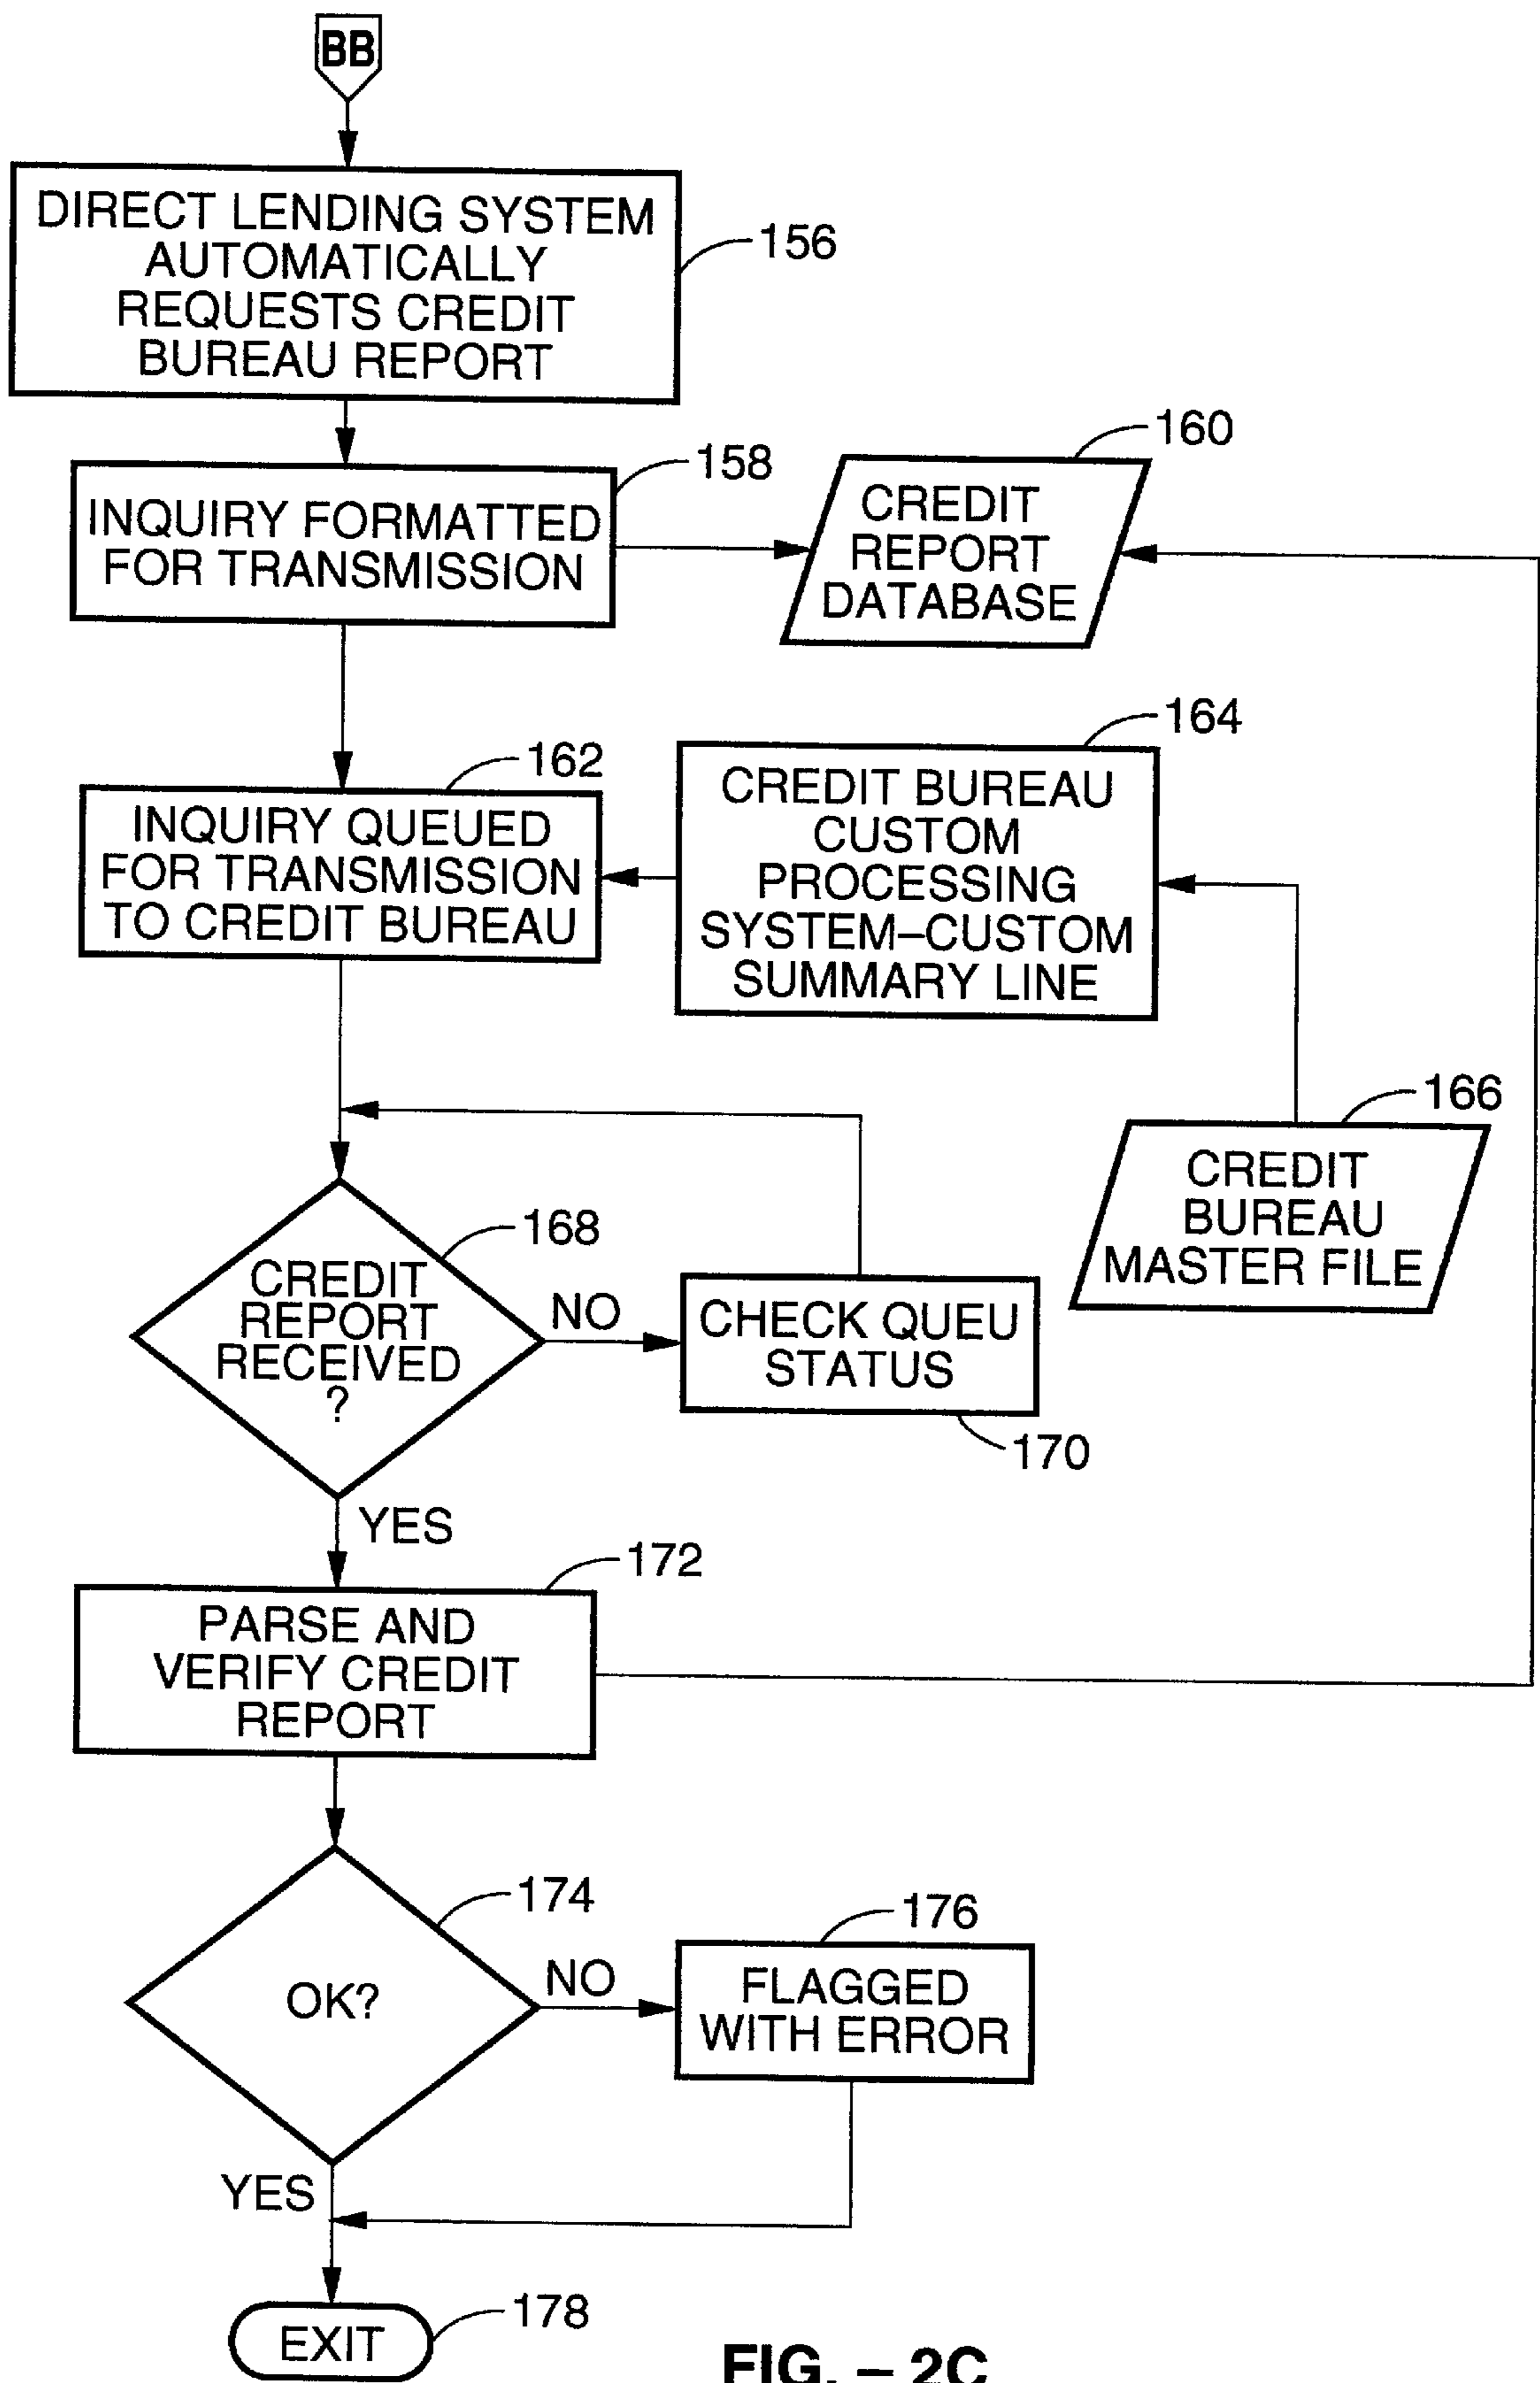 BB
DIRECT LENDING SYSTEM
AUTOMATICALLY
REQUESTS CREDIT
BUREAU REPORT
156
158
INQUIRY FORMATTED
FOR TRANSMISSION
160
CREDIT
REPORT
DATABASE
162
INQUIRY QUEUED
FOR TRANSMISSION
TO CREDIT BUREAU
164
CREDIT BUREAU
CUSTOM
PROCESSING
SYSTEM–CUSTOM
SUMMARY LINE
166
CREDIT
BUREAU
MASTER FILE
168
CREDIT
REPORT
RECEIVED
?
NO
CHECK QUEU
STATUS
170
YES
172
PARSE AND
VERIFY CREDIT
REPORT
174
OK?
NO
176
FLAGGED
WITH ERROR
YES
EXIT
178
FIG. – 2C